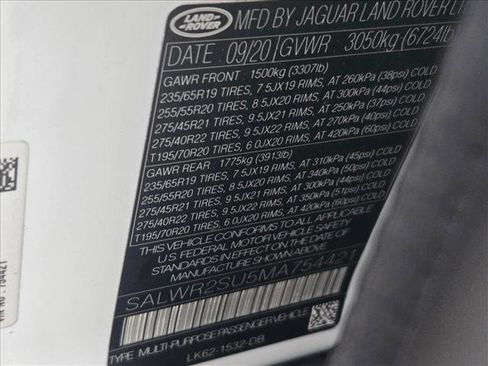 LAND ROVER
MFD BY JAGUAR LAND ROVER LT
DATE: 09/20 GVWR 3050kg (6724lb
GAWR FRONT 1500kg (3307lb)
235/65R19 TIRES, 7.5JX19 RIMS, AT 260kPa (38psi) COLD
255/55R20 TIRES, 8.5JX20 RIMS, AT 300kPa (44psi) COLD
275/45R21 TIRES, 9.5JX21 RIMS, AT 250kPa (37psi) COLD
275/40R22 TIRES, 9.5JX22 RIMS, AT 270kPa (40psi) COLD
T195/70R20 TIRES, 6.0JX20 RIMS, AT 420kPa (60psi) COLD
GAWR REAR 1775kg (3913lb)
235/65R19 TIRES, 7.5JX19 RIMS, AT 310kPa (45psi) COLD
255/55R20 TIRES, 8.5JX20 RIMS, AT 340kPa (50psi) COLD
275/45R21 TIRES, 9.5JX21 RIMS, AT 300kPa (44psi) COLD
275/40R22 TIRES, 9.5JX22 RIMS, AT 350kPa (51psi) COLD
T195/70R20 TIRES, 6.0JX20 RIMS, AT 420kPa (60psi) COLD
THIS VEHICLE CONFORMS TO ALL APPLICABLE
U.S FEDERAL MOTOR VEHICLE SAFETY
STANDARDS IN EFFECT ON THE DATE OF
MANUFACTURE SHOWN ABOVE.
SALWR2SU5MA754421
TYPE: MULTI-PURPOSE PASSENGER VEHICLE
LK62-1532-DB
VIN NO : 754421